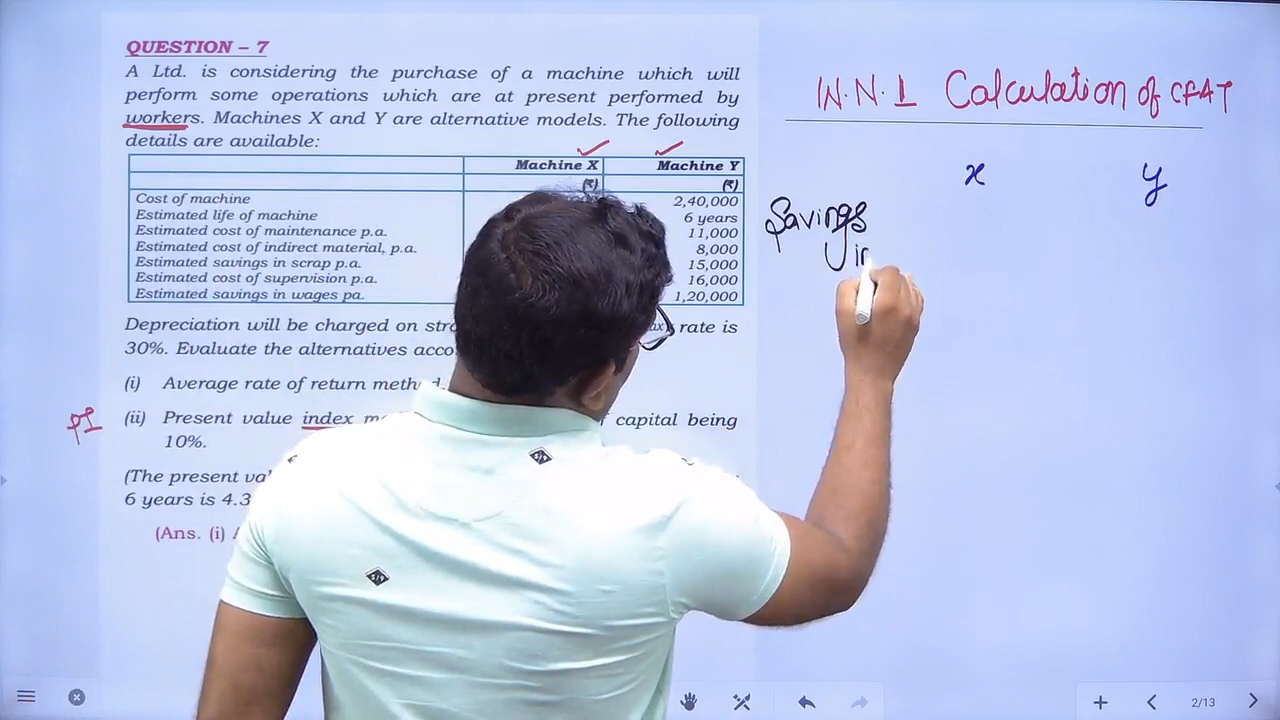 QUESTION – 7
A Ltd. is considering the purchase of a machine which will
perform some operations which are at present performed by
workers. Machines X and Y are alternative models. The following
details are available:
Machine X Machine Y
(₹) (₹)
Cost of machine 2,40,000
Estimated life of machine 6 years
Estimated cost of maintenance p.a. 11,000
Estimated cost of indirect material, p.a. 8,000
Estimated savings in scrap p.a. 15,000
Estimated cost of supervision p.a. 16,000
Estimated savings in wages pa. 1,20,000
Depreciation will be charged on rate is
30%. Evaluate the alternatives
(i) Average rate of return
PI (ii) Present value index capital being
10%.
(The present
6 years is
(Ans. (i)
W.N.1 Calculation of CFAT
x y
Savings
in
2/13